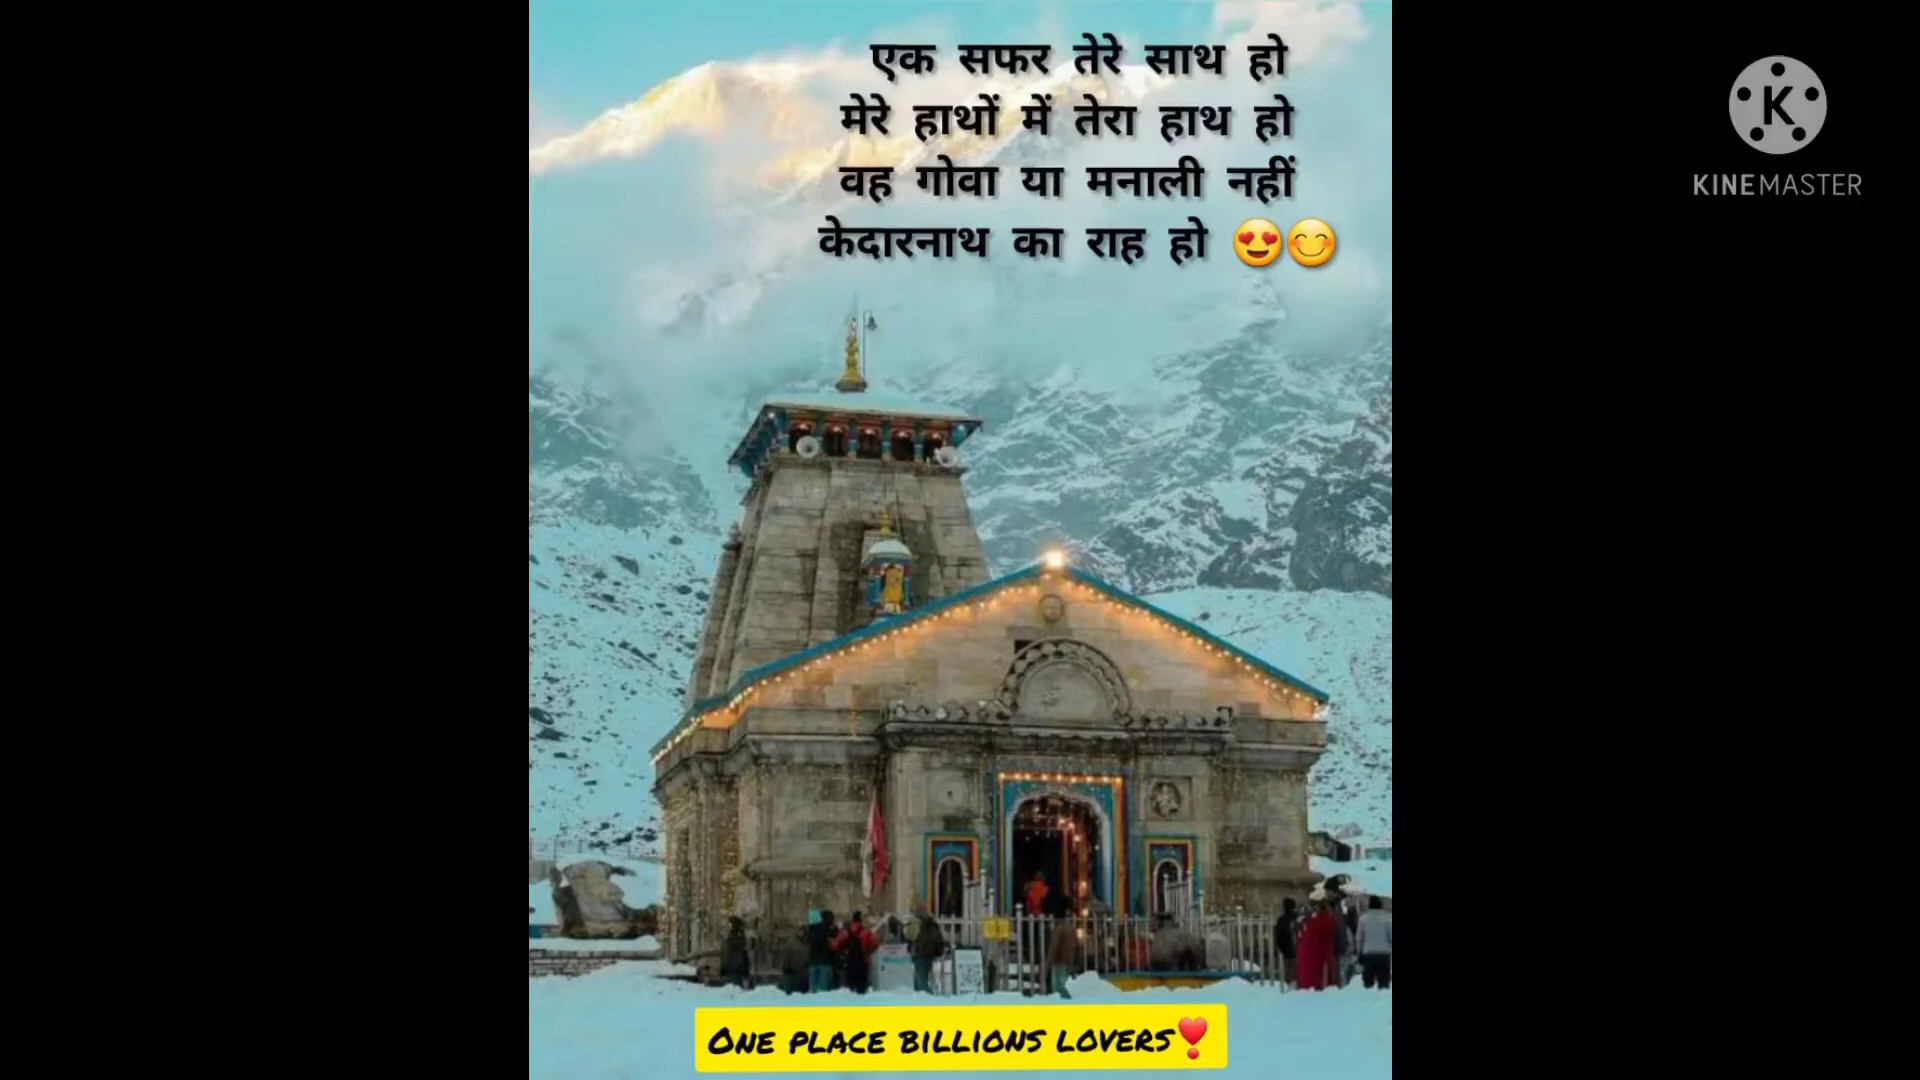 एक सफर तेरे साथ हो
मेरे हाथों में तेरा हाथ हो
वह गोवा या मनाली नहीं
केदारनाथ का राह हो 😍😊
K
KINEMASTER
ONE PLACE BILLIONS LOVERS❣️